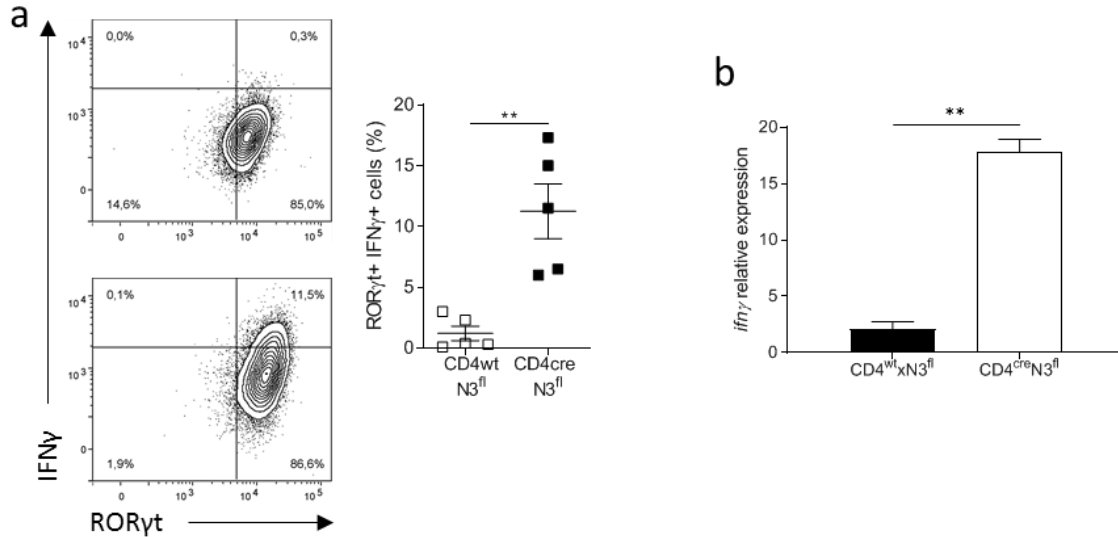 a
IFNγ
10⁴
10³
0
0,0%
0,3%
14,6%
85,0%
0
10³
10⁴
10⁵
10⁴
10³
0
0,1%
11,5%
1,9%
86,6%
0
10³
10⁴
10⁵
RORγt
RORγt+ IFNγ+ cells (%)
20
15
10
5
0
**
CD4wt
N3ᶠˡ
CD4cre
N3ᶠˡ
b
ifnγ relative expression
20
15
10
5
0
**
CD4ʷᵗxN3ᶠˡ
CD4ᶜʳᵉN3ᶠˡ